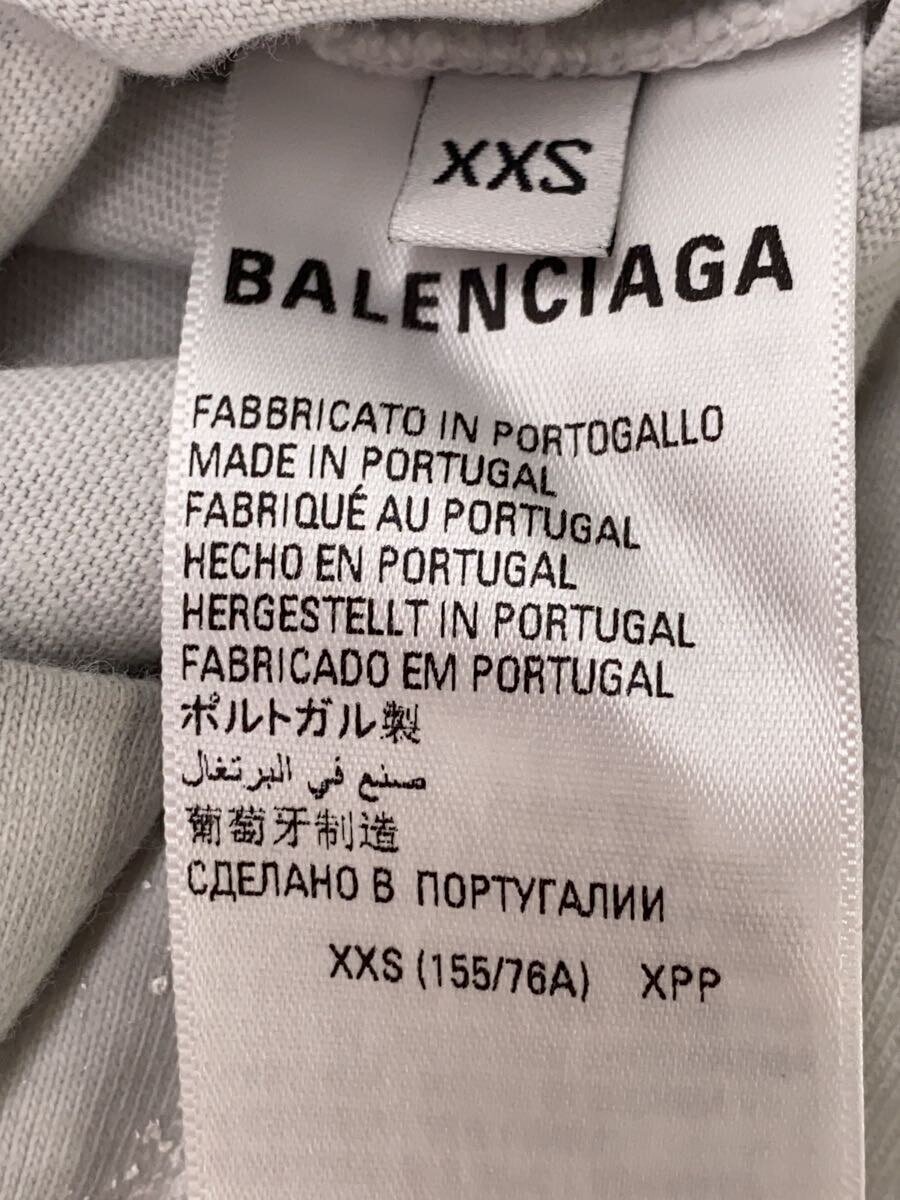 XXS
BALENCIAGA
FABBRICATO IN PORTOGALLO
MADE IN PORTUGAL
FABRIQUÉ AU PORTUGAL
HECHO EN PORTUGAL
HERGESTELLT IN PORTUGAL
FABRICADO EM PORTUGAL
ポルトガル製
صنع في البرتغال
葡萄牙制造
СДЕЛАНО В ПОРТУГАЛИИ
XXS (155/76A) XPP